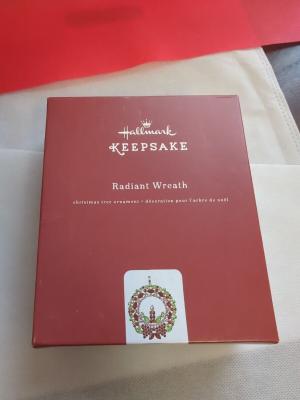 Hallmark
KEEPSAKE
Radiant Wreath
christmas tree ornament • décoration pour l'arbre de noël